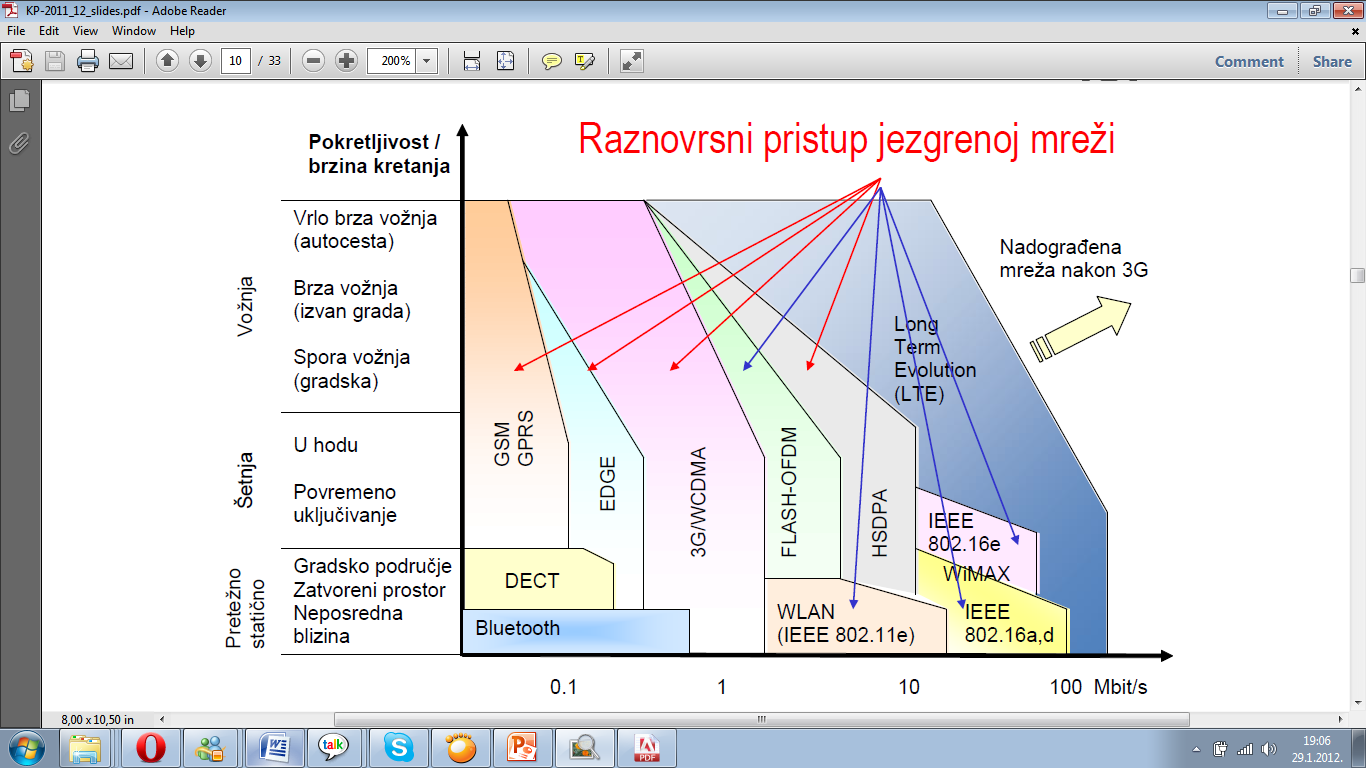 KP-2011_12_slides.pdf - Adobe Reader
File Edit View Window Help
10 / 33 200% Comment Share
Raznovrsni pristup jezgrenoj mreži
Pokretljivost /
brzina kretanja
Vožnja
Vrlo brza vožnja
(autocesta)
Brza vožnja
(izvan grada)
Spora vožnja
(gradska)
Šetnja
U hodu
Povremeno
uključivanje
Pretežno
statično
Gradsko područje
Zatvoreni prostor
Neposredna
blizina
Nadograđena
mreža nakon 3G
Long
Term
Evolution
(LTE)
GSM
GPRS
EDGE
3G/WCDMA
FLASH-OFDM
HSDPA
IEEE
802.16e
WiMAX
IEEE
802.16a,d
DECT
Bluetooth
WLAN
(IEEE 802.11e)
0.1 1 10 100 Mbit/s
8,00 x 10,50 in
talk
PDF
19:06
29.1.2012.